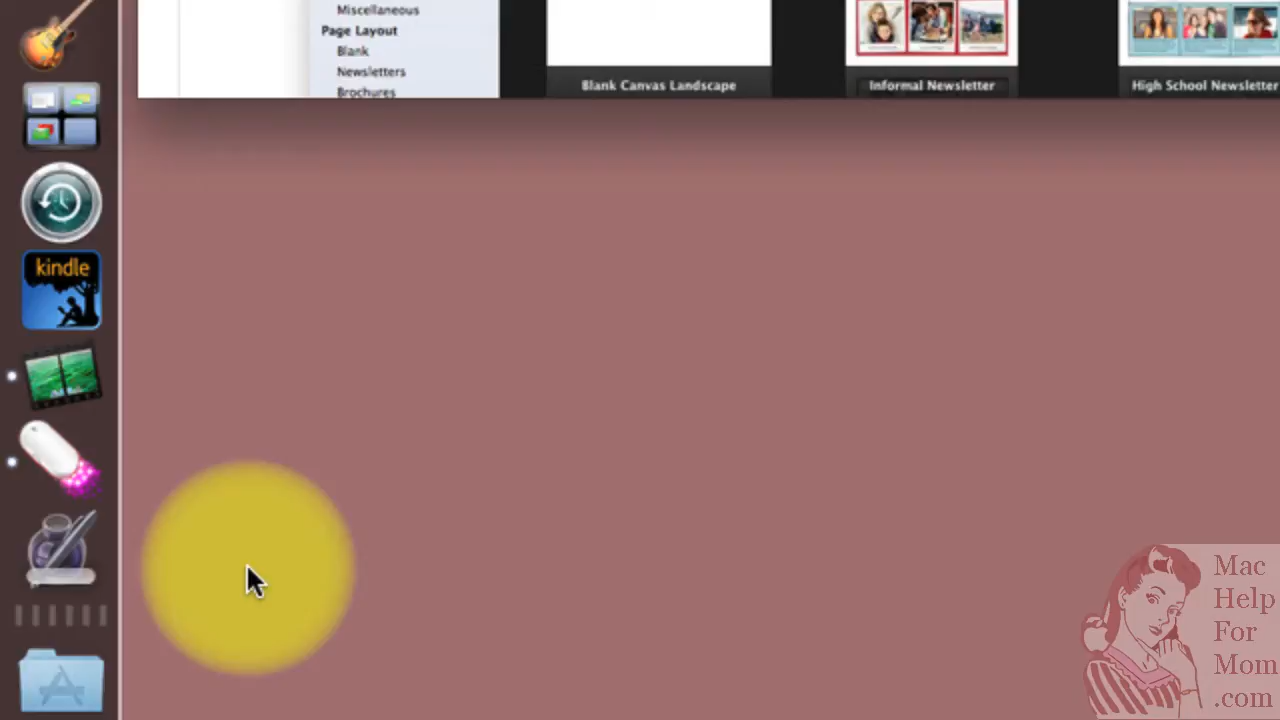 Miscellaneous
Page Layout
Blank
Newsletters
Brochures
Blank Canvas Landscape
Informal Newsletter
High School Newsletter
kindle
Mac
Help
For
Mom
.com